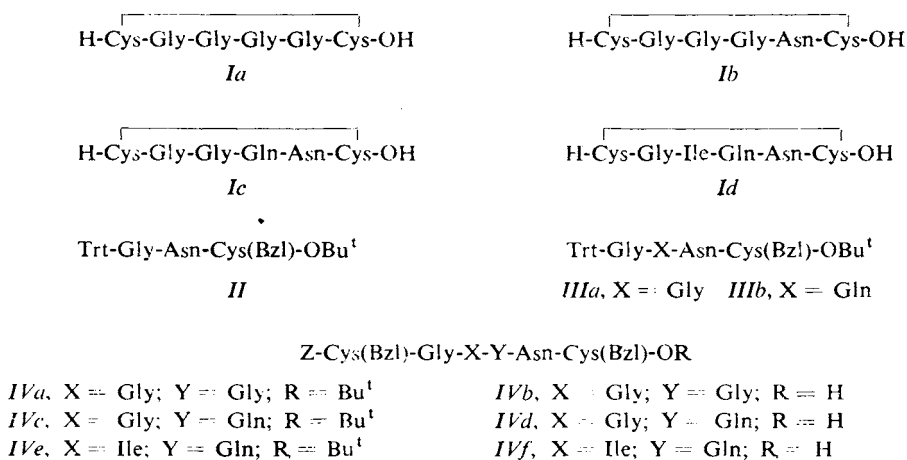 H-Cys-Gly-Gly-Gly-Gly-Cys-OH
Ia
H-Cys-Gly-Gly-Gly-Asn-Cys-OH
Ib
H-Cys-Gly-Gly-Gln-Asn-Cys-OH
Ic
H-Cys-Gly-Ile-Gln-Asn-Cys-OH
Id
Trt-Gly-Asn-Cys(Bzl)-OBuᵗ
II
Trt-Gly-X-Asn-Cys(Bzl)-OBuᵗ
IIIa, X = Gly IIIb, X = Gln
Z-Cys(Bzl)-Gly-X-Y-Asn-Cys(Bzl)-OR
IVa, X = Gly; Y = Gly; R = Buᵗ
IVb, X = Gly; Y = Gly; R = H
IVc, X = Gly; Y = Gln; R = Buᵗ
IVd, X = Gly; Y = Gln; R = H
IVe, X = Ile; Y = Gln; R = Buᵗ
IVf, X = Ile; Y = Gln; R = H